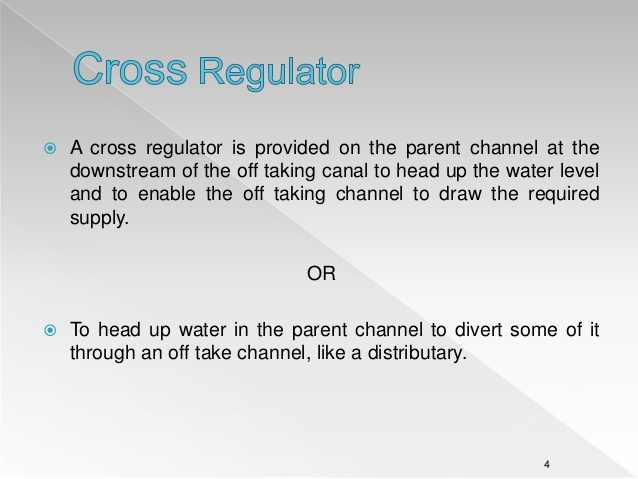 Cross Regulator
A cross regulator is provided on the parent channel at the
downstream of the off taking canal to head up the water level
and to enable the off taking channel to draw the required
supply.
OR
To head up water in the parent channel to divert some of it
through an off take channel, like a distributary.
4